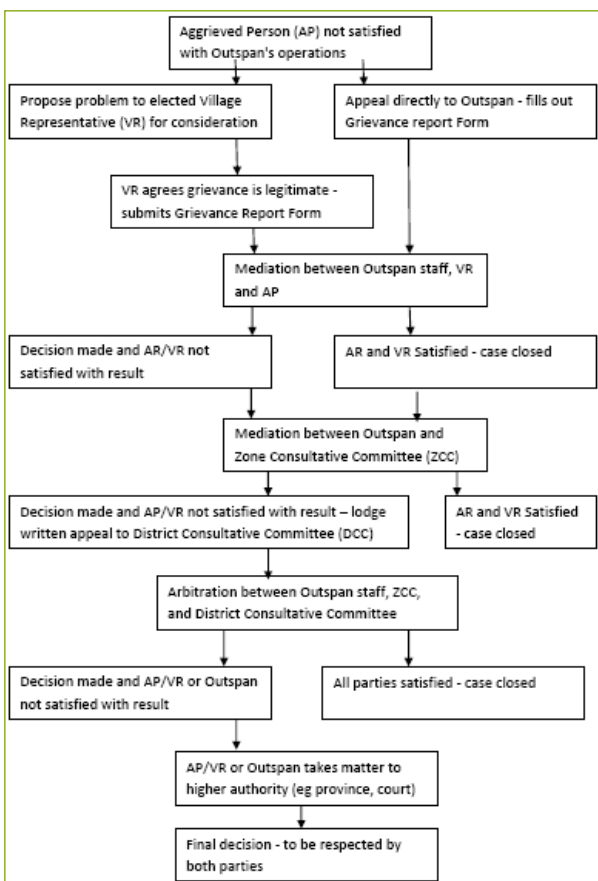 Aggrieved Person (AP) not satisfied
with Outspan's operations
Propose problem to elected Village
Representative (VR) for consideration
Appeal directly to Outspan - fills out
Grievance report Form
VR agrees grievance is legitimate -
submits Grievance Report Form
Mediation between Outspan staff, VR
and AP
Decision made and AR/VR not
satisfied with result
AR and VR Satisfied - case closed
Mediation between Outspan and
Zone Consultative Committee (ZCC)
Decision made and AP/VR not satisfied with result – lodge
written appeal to District Consultative Committee (DCC)
AR and VR Satisfied
- case closed
Arbitration between Outspan staff, ZCC,
and District Consultative Committee
Decision made and AP/VR or Outspan
not satisfied with result
All parties satisfied - case closed
AP/VR or Outspan takes matter to
higher authority (eg province, court)
Final decision - to be respected by
both parties